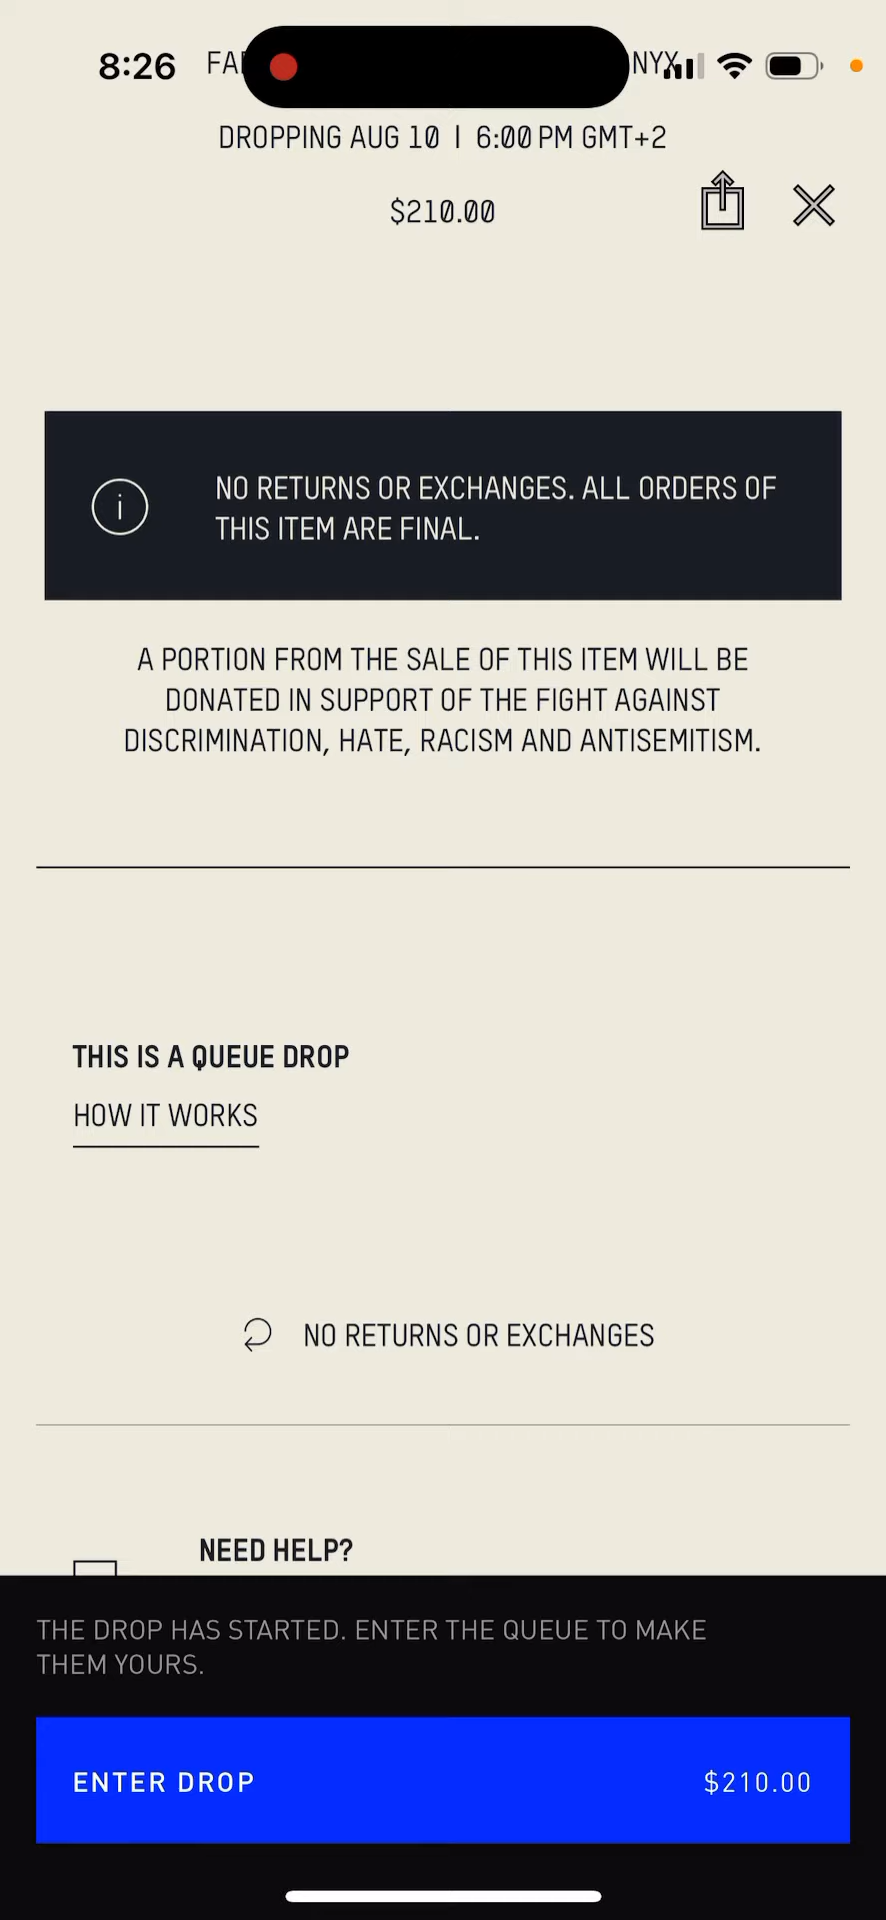 8:26
DROPPING AUG 10 | 6:00 PM GMT+2
$210.00
NO RETURNS OR EXCHANGES. ALL ORDERS OF
THIS ITEM ARE FINAL.
A PORTION FROM THE SALE OF THIS ITEM WILL BE
DONATED IN SUPPORT OF THE FIGHT AGAINST
DISCRIMINATION, HATE, RACISM AND ANTISEMITISM.
THIS IS A QUEUE DROP
HOW IT WORKS
NO RETURNS OR EXCHANGES
NEED HELP?
THE DROP HAS STARTED. ENTER THE QUEUE TO MAKE
THEM YOURS.
ENTER DROP $210.00